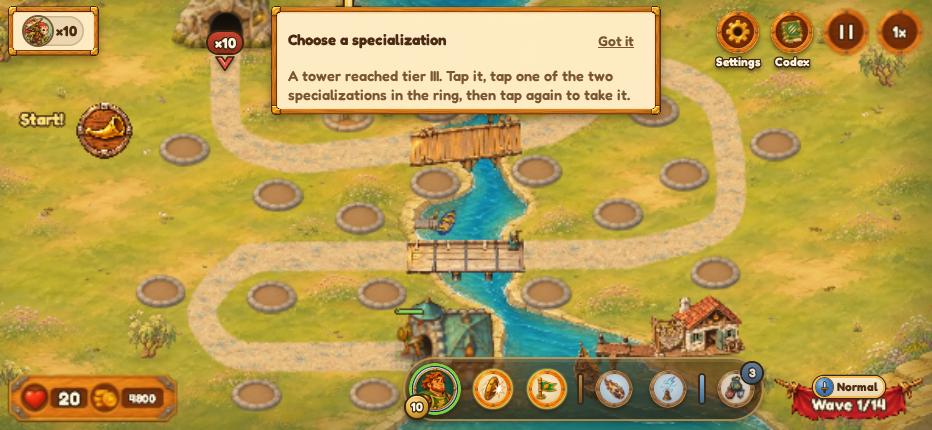 x10
x10
Choose a specialization
Got it
A tower reached tier III. Tap it, tap one of the two
specializations in the ring, then tap again to take it.
Settings
Codex
1x
Start!
20
4800
10
3
Normal
Wave 1/14